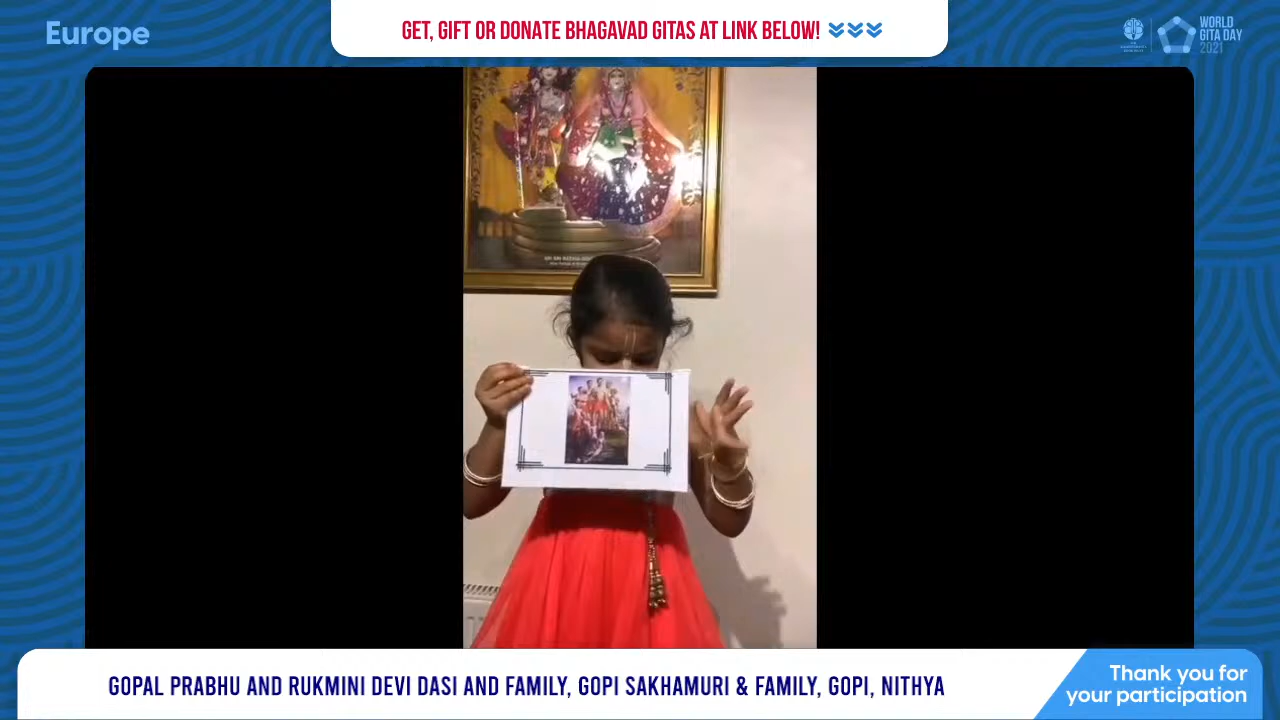 Europe
GET, GIFT OR DONATE BHAGAVAD GITAS AT LINK BELOW!
WORLD
GITA DAY
2021
GOPAL PRABHU AND RUKMINI DEVI DASI AND FAMILY, GOPI SAKHAMURI & FAMILY, GOPI, NITHYA
Thank you for
your participation